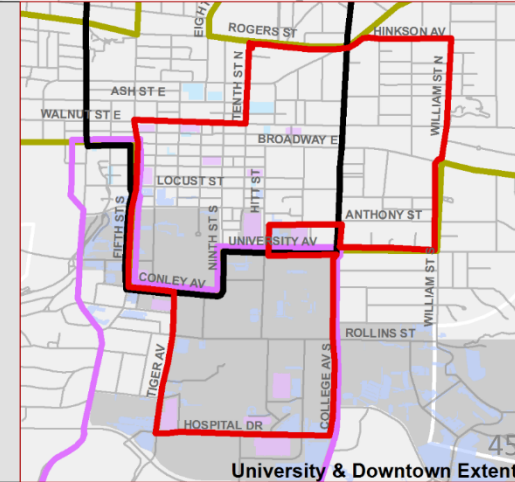 ROGERS ST
HINKSON AV
TENTH ST N
WILLIAM ST N
ASH ST E
WALNUT ST E
BROADWAY E
LOCUST ST
HITT ST
ANTHONY ST
FIFTH ST S
NINTH ST S
UNIVERSITY AV
CONLEY AV
WILLIAM ST S
ROLLINS ST
TIGER AV
COLLEGE AV S
HOSPITAL DR
45
University & Downtown Extent